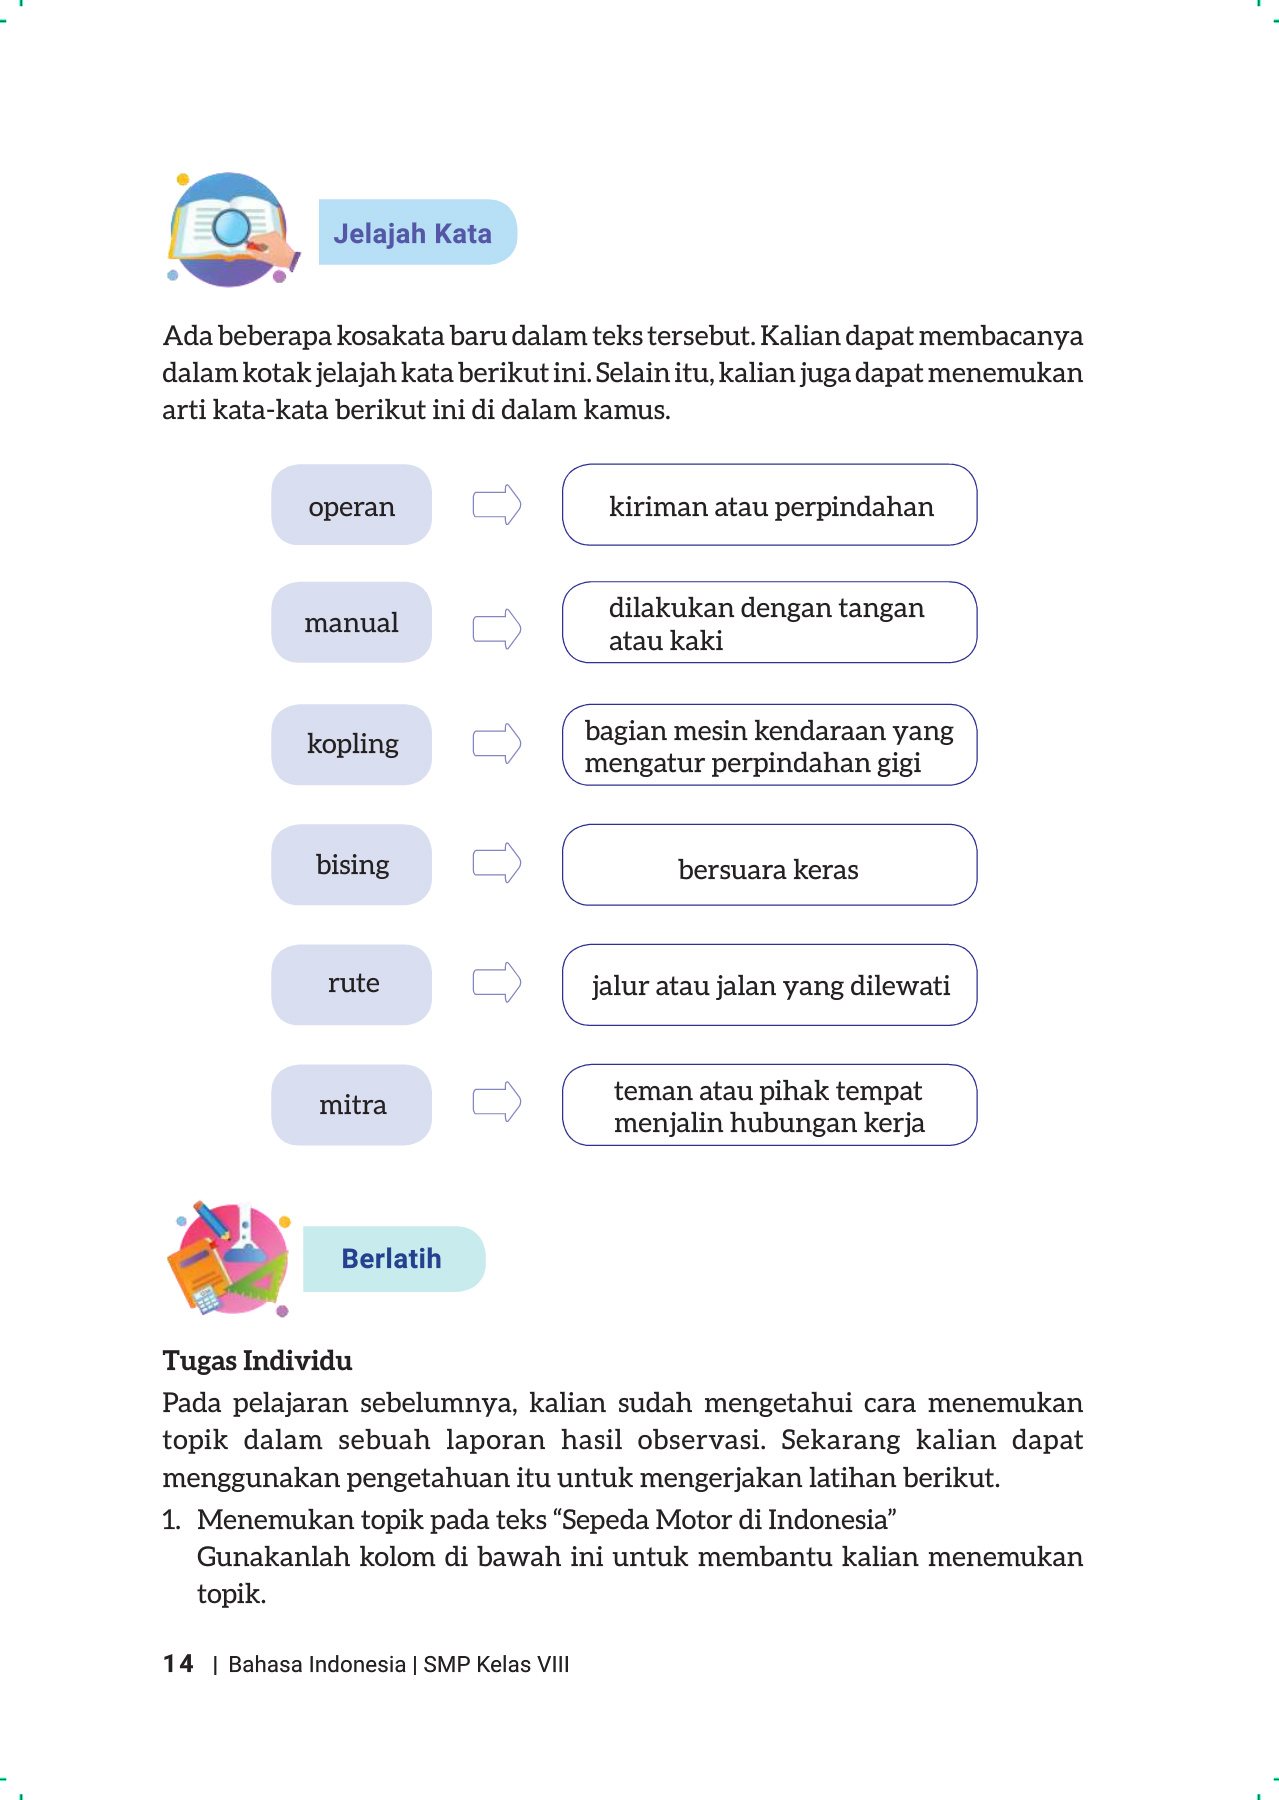 Jelajah Kata
Ada beberapa kosakata baru dalam teks tersebut. Kalian dapat membacanya
dalam kotak jelajah kata berikut ini. Selain itu, kalian juga dapat menemukan
arti kata-kata berikut ini di dalam kamus.
operan
kiriman atau perpindahan
manual
dilakukan dengan tangan
atau kaki
kopling
bagian mesin kendaraan yang
mengatur perpindahan gigi
bising
bersuara keras
rute
jalur atau jalan yang dilewati
mitra
teman atau pihak tempat
menjalin hubungan kerja
Berlatih
Tugas Individu
Pada pelajaran sebelumnya, kalian sudah mengetahui cara menemukan
topik dalam sebuah laporan hasil observasi. Sekarang kalian dapat
menggunakan pengetahuan itu untuk mengerjakan latihan berikut.
1. Menemukan topik pada teks “Sepeda Motor di Indonesia”
Gunakanlah kolom di bawah ini untuk membantu kalian menemukan
topik.
14 | Bahasa Indonesia | SMP Kelas VIII